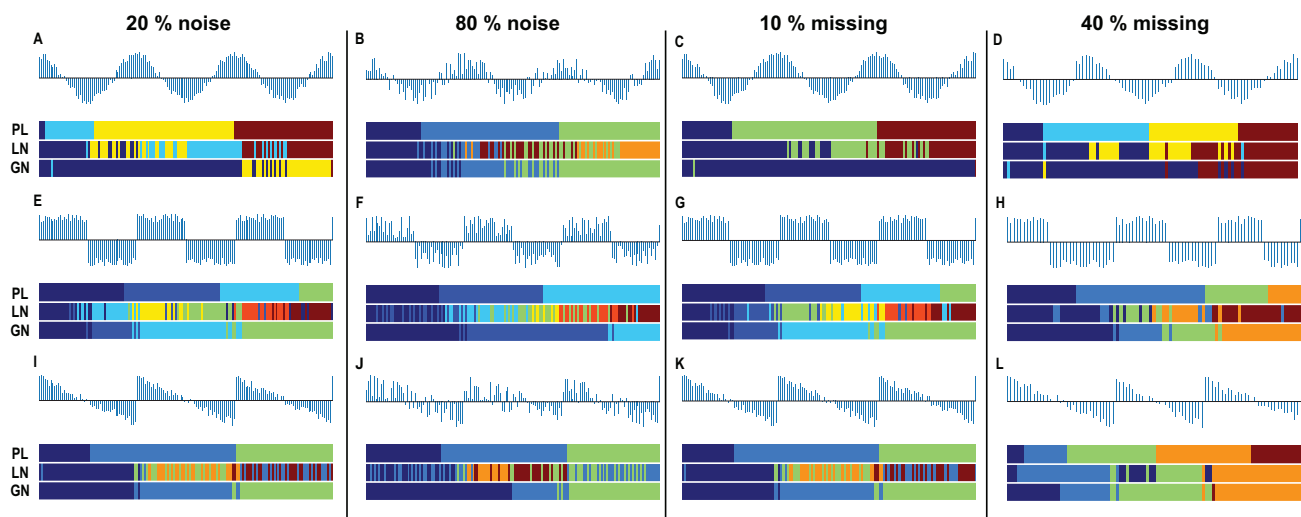 20 % noise 80 % noise 10 % missing 40 % missing
A B C D
PL
LN
GN
E F G H
PL
LN
GN
I J K L
PL
LN
GN